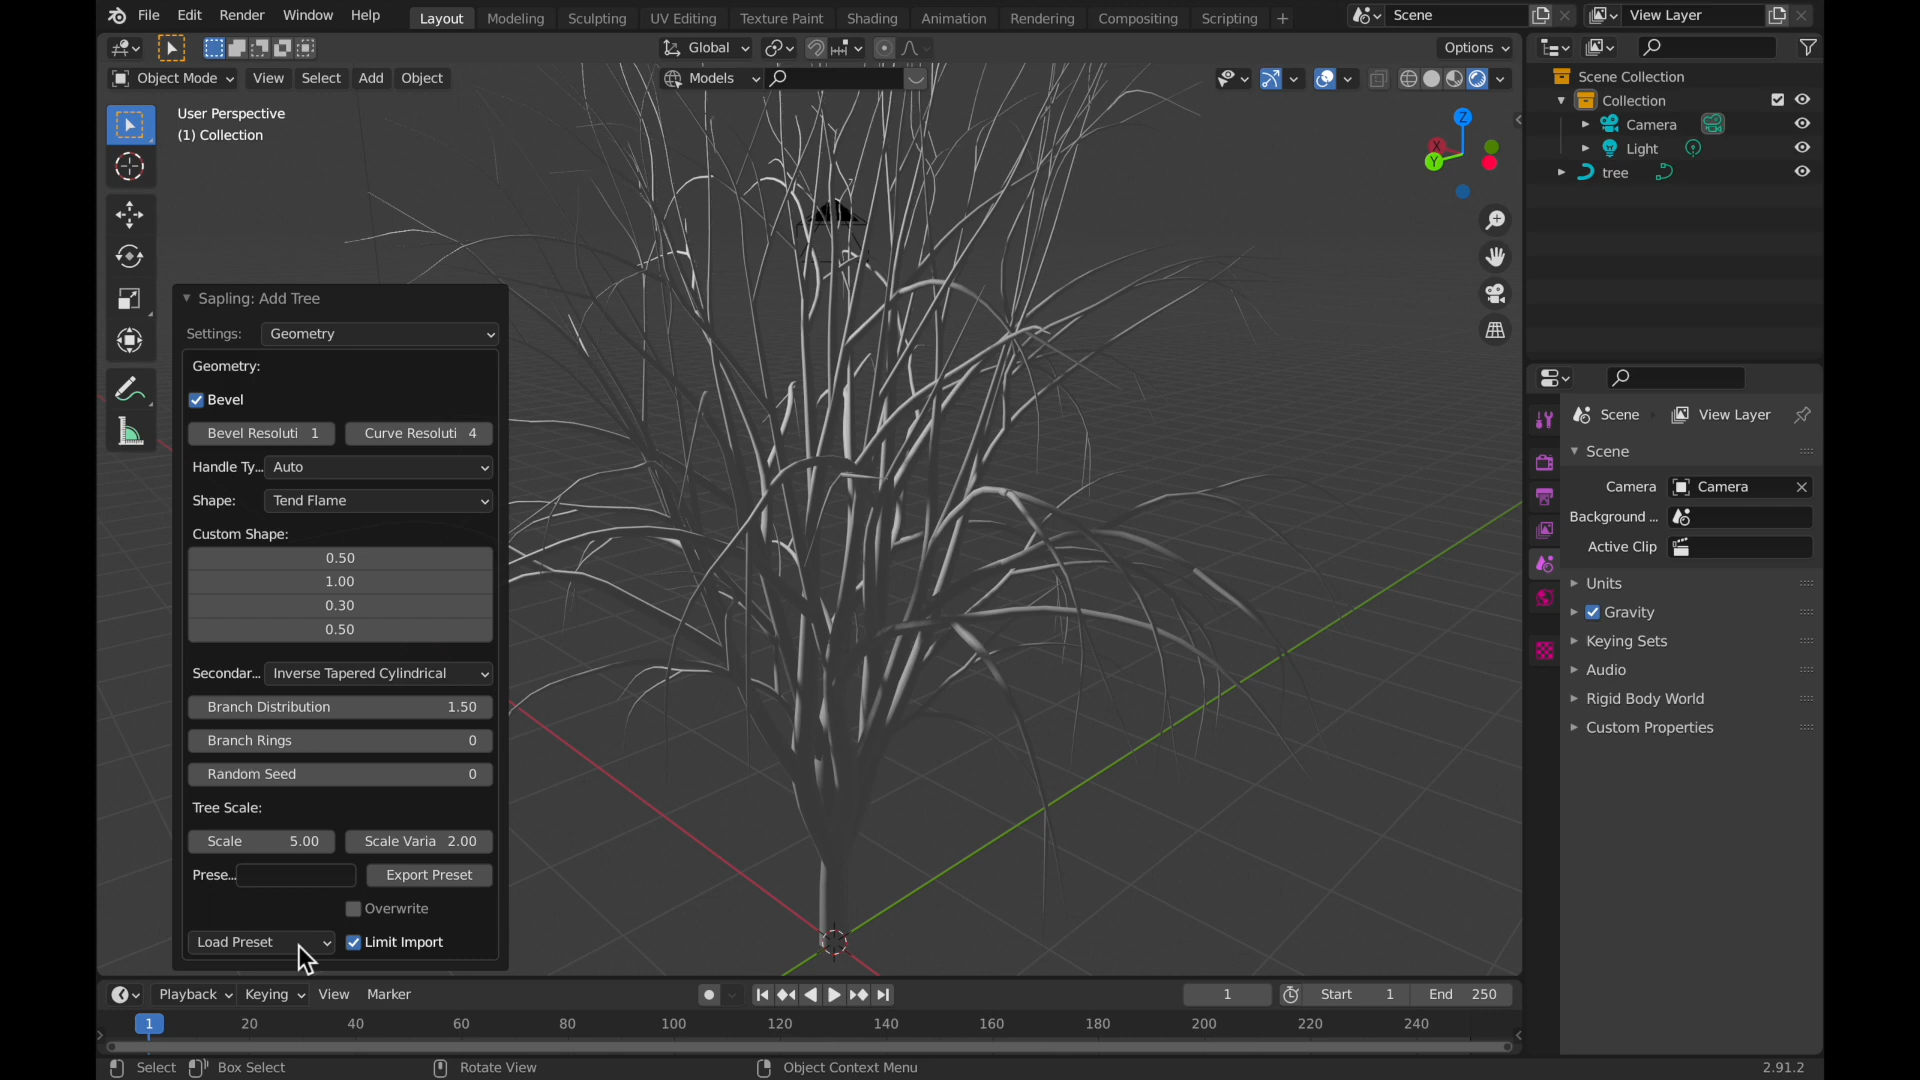 File Edit Render Window Help Layout Modeling Sculpting UV Editing Texture Paint Shading Animation Rendering Compositing Scripting + Scene View Layer
Global Options
Object Mode View Select Add Object Models
User Perspective
(1) Collection
Z
X
Y
Scene Collection
Collection
Camera
Light
tree
Sapling: Add Tree
Settings: Geometry
Geometry:
Bevel
Bevel Resoluti 1 Curve Resoluti 4
Handle Ty... Auto
Shape: Tend Flame
Custom Shape:
0.50
1.00
0.30
0.50
Secondar... Inverse Tapered Cylindrical
Branch Distribution 1.50
Branch Rings 0
Random Seed 0
Tree Scale:
Scale 5.00 Scale Varia 2.00
Prese... Export Preset
Overwrite
Load Preset Limit Import
Scene View Layer
Scene
Camera Camera
Background ...
Active Clip
Units
Gravity
Keying Sets
Audio
Rigid Body World
Custom Properties
Playback Keying View Marker 1 Start 1 End 250
1 20 40 60 80 100 120 140 160 180 200 220 240
Select Box Select Rotate View Object Context Menu 2.91.2